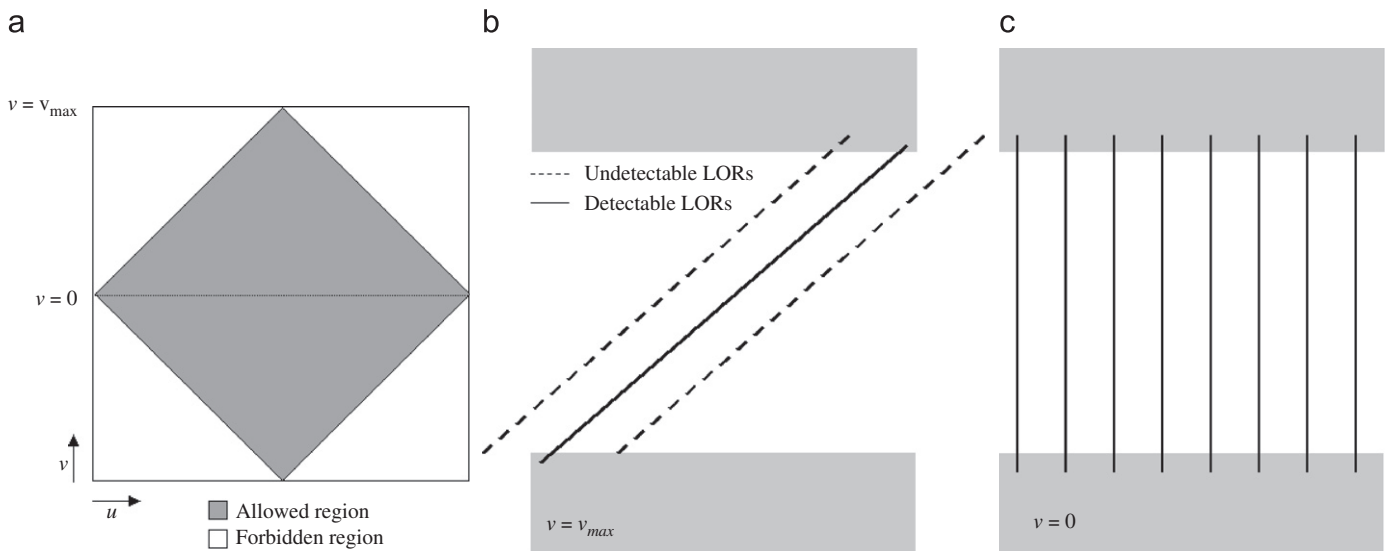 a
v = v_max
v = 0
v
u
Allowed region
Forbidden region
b
Undetectable LORs
Detectable LORs
v = v_max
c
v = 0